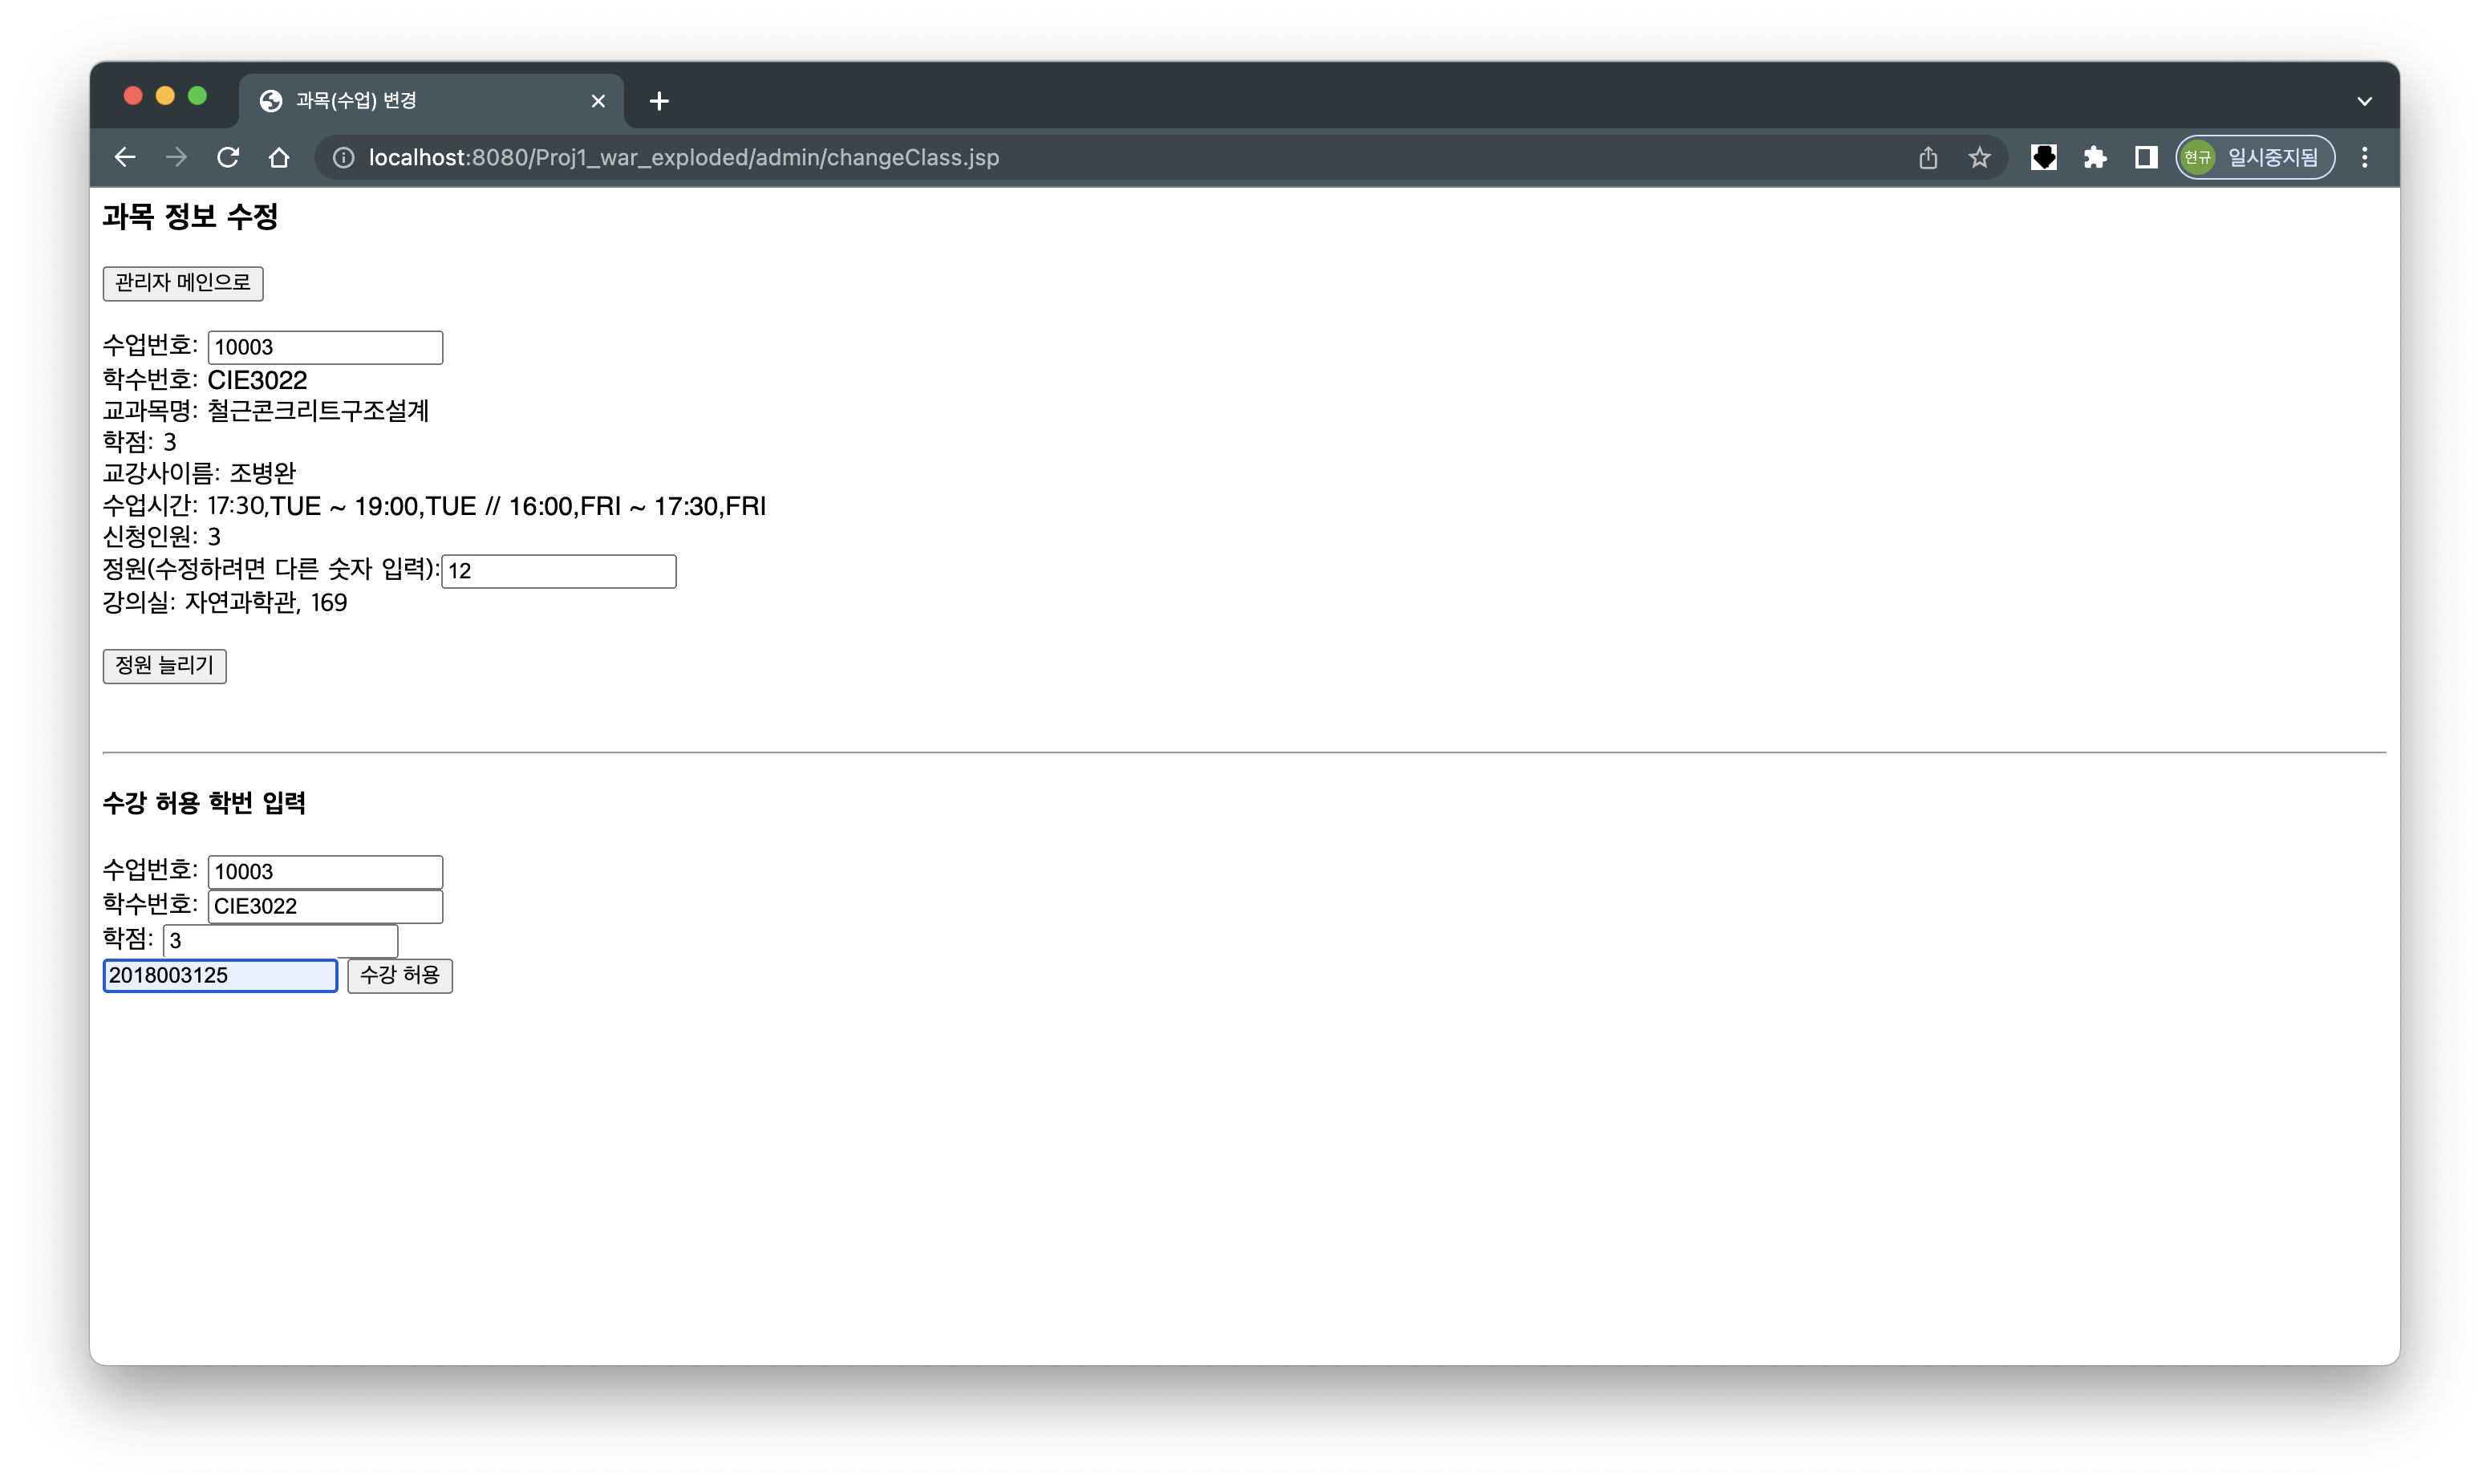 과목(수업) 변경
localhost:8080/Proj1_war_exploded/admin/changeClass.jsp
현규 일시중지됨
과목 정보 수정
관리자 메인으로
수업번호: 10003
학수번호: CIE3022
교과목명: 철근콘크리트구조설계
학점: 3
교강사이름: 조병완
수업시간: 17:30,TUE ~ 19:00,TUE // 16:00,FRI ~ 17:30,FRI
신청인원: 3
정원(수정하려면 다른 숫자 입력):12
강의실: 자연과학관, 169
정원 늘리기
수강 허용 학번 입력
수업번호: 10003
학수번호: CIE3022
학점: 3
2018003125 수강 허용